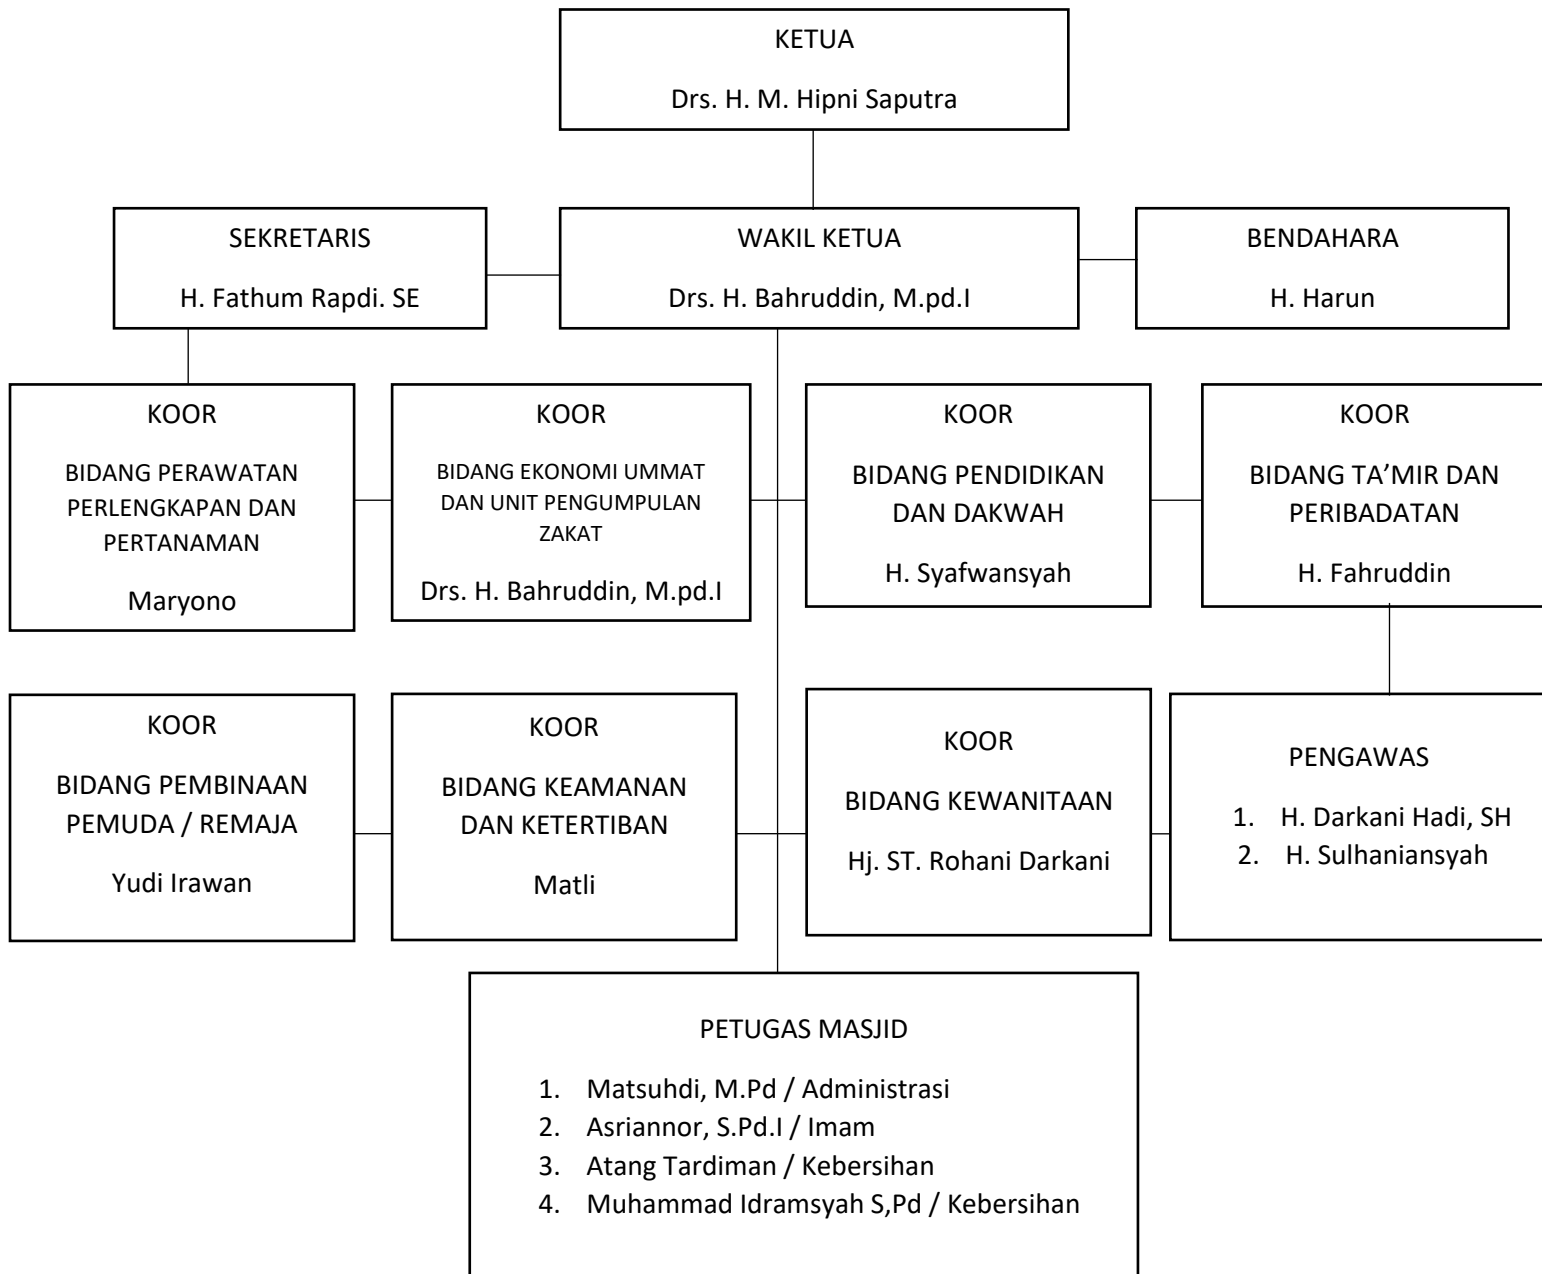 KETUA
Drs. H. M. Hipni Saputra
SEKRETARIS
H. Fathum Rapdi. SE
WAKIL KETUA
Drs. H. Bahruddin, M.pd.I
BENDAHARA
H. Harun
KOOR
BIDANG PERAWATAN
PERLENGKAPAN DAN
PERTANAMAN
Maryono
KOOR
BIDANG EKONOMI UMMAT
DAN UNIT PENGUMPULAN
ZAKAT
Drs. H. Bahruddin, M.pd.I
KOOR
BIDANG PENDIDIKAN
DAN DAKWAH
H. Syafwansyah
KOOR
BIDANG TA’MIR DAN
PERIBADATAN
H. Fahruddin
KOOR
BIDANG PEMBINAAN
PEMUDA / REMAJA
Yudi Irawan
KOOR
BIDANG KEAMANAN
DAN KETERTIBAN
Matli
KOOR
BIDANG KEWANITAAN
Hj. ST. Rohani Darkani
PENGAWAS
1. H. Darkani Hadi, SH
2. H. Sulhaniansyah
PETUGAS MASJID
1. Matsuhdi, M.Pd / Administrasi
2. Asriannor, S.Pd.I / Imam
3. Atang Tardiman / Kebersihan
4. Muhammad Idramsyah S,Pd / Kebersihan